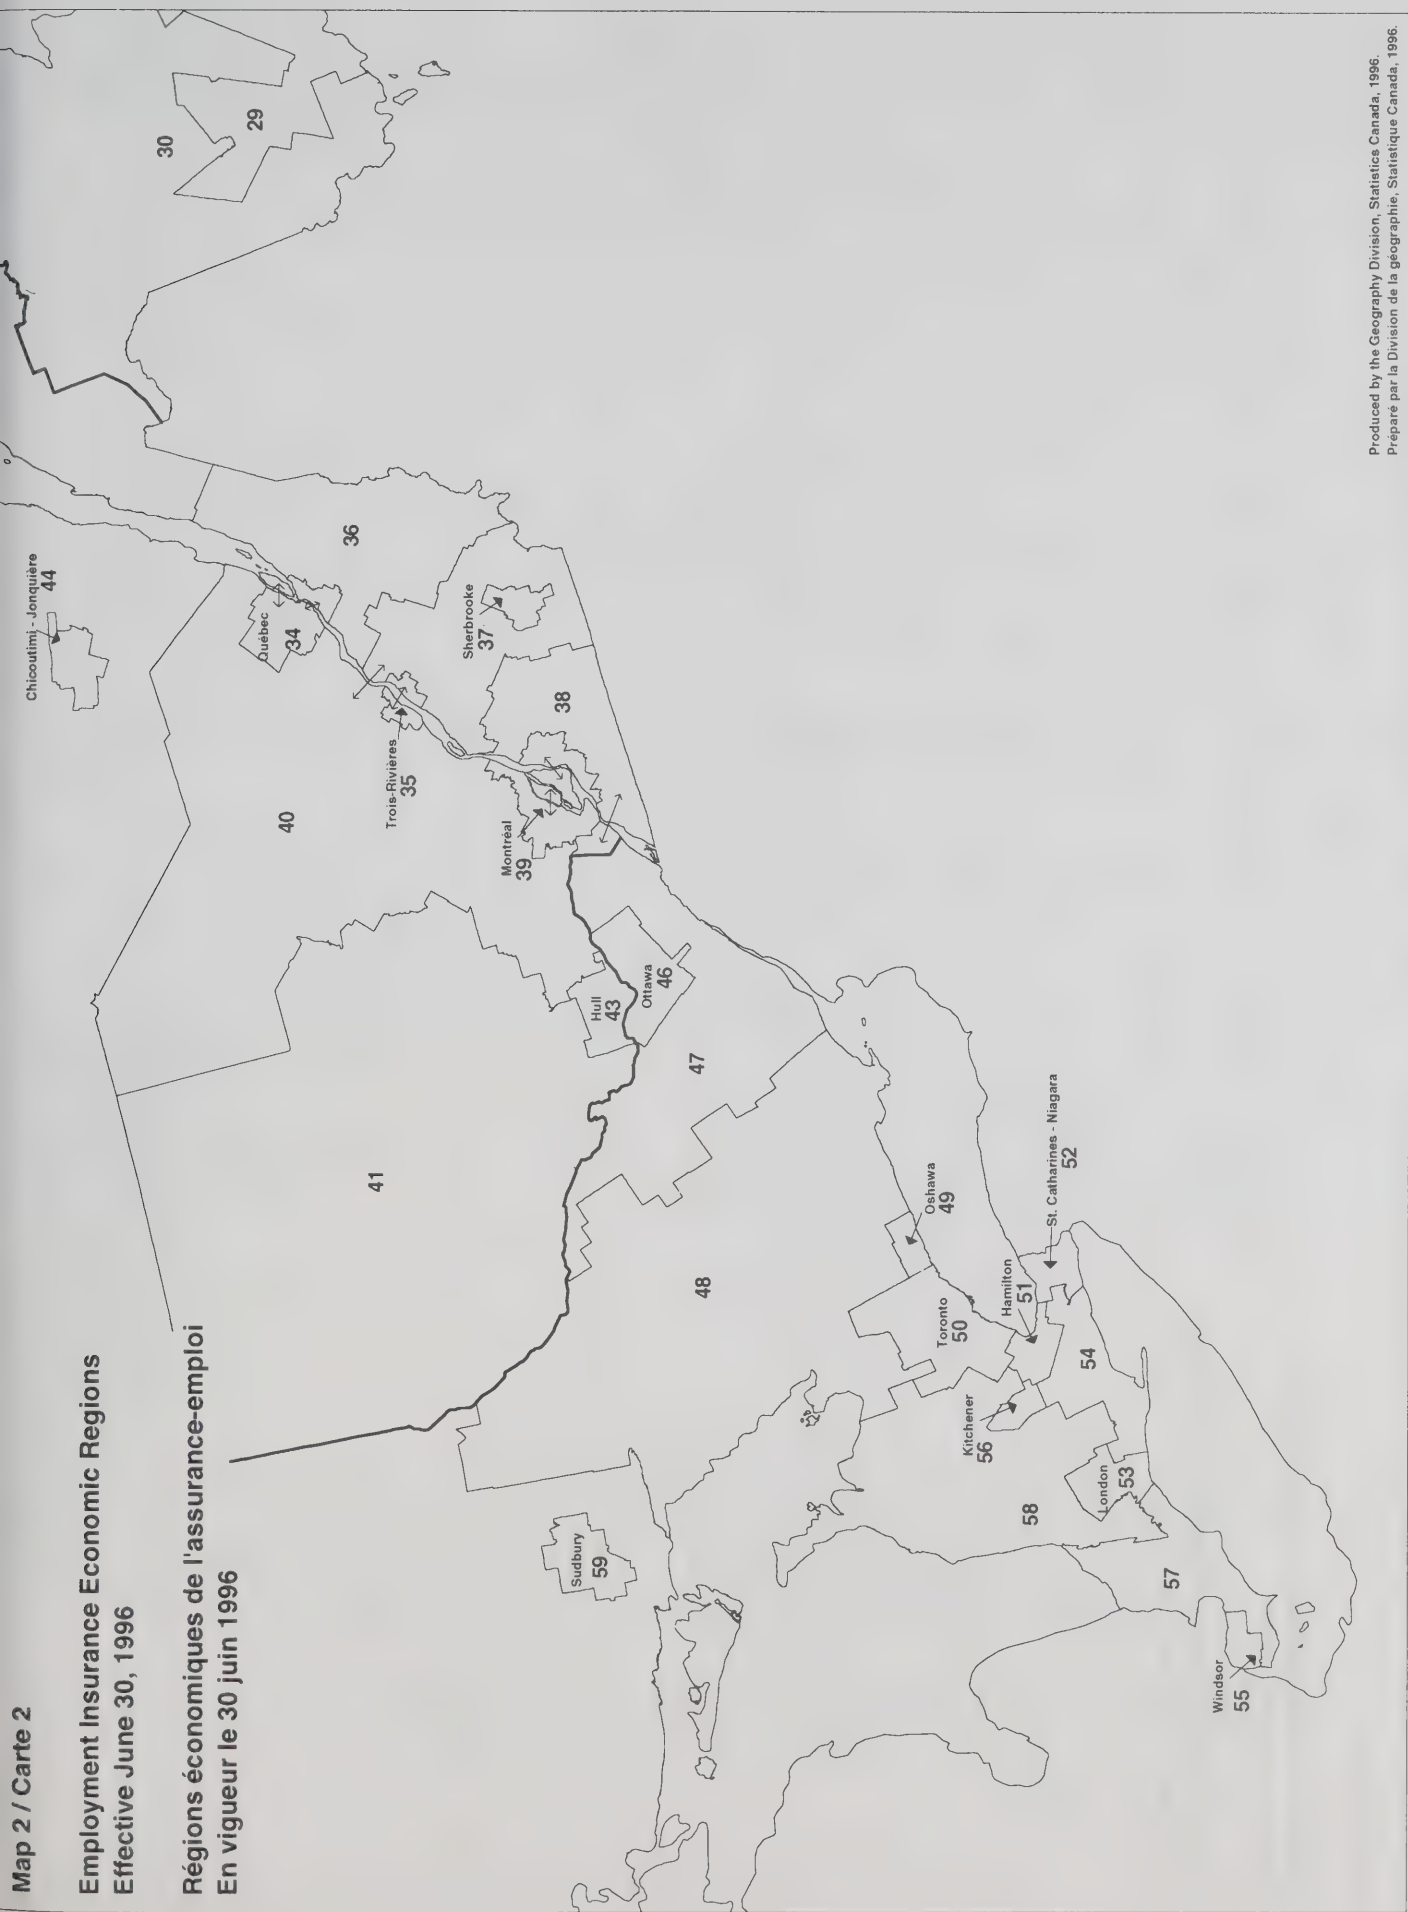 Map 2 / Carte 2
Employment Insurance Economic Regions
Effective June 30, 1996
Régions économiques de l'assurance-emploi
En vigueur le 30 juin 1996
Chicoutimi - Jonquière
44
30
29
Québec
34
36
40
Trois-Rivières
35
Sherbrooke
37
38
Montréal
39
41
Hull
43
Ottawa
46
47
48
Sudbury
59
Oshawa
49
Toronto
50
Hamilton
51
St. Catharines - Niagara
52
Kitchener
56
54
58
London
53
57
Windsor
55
Produced by the Geography Division, Statistics Canada, 1996.
Préparé par la Division de la géographie, Statistique Canada, 1996.